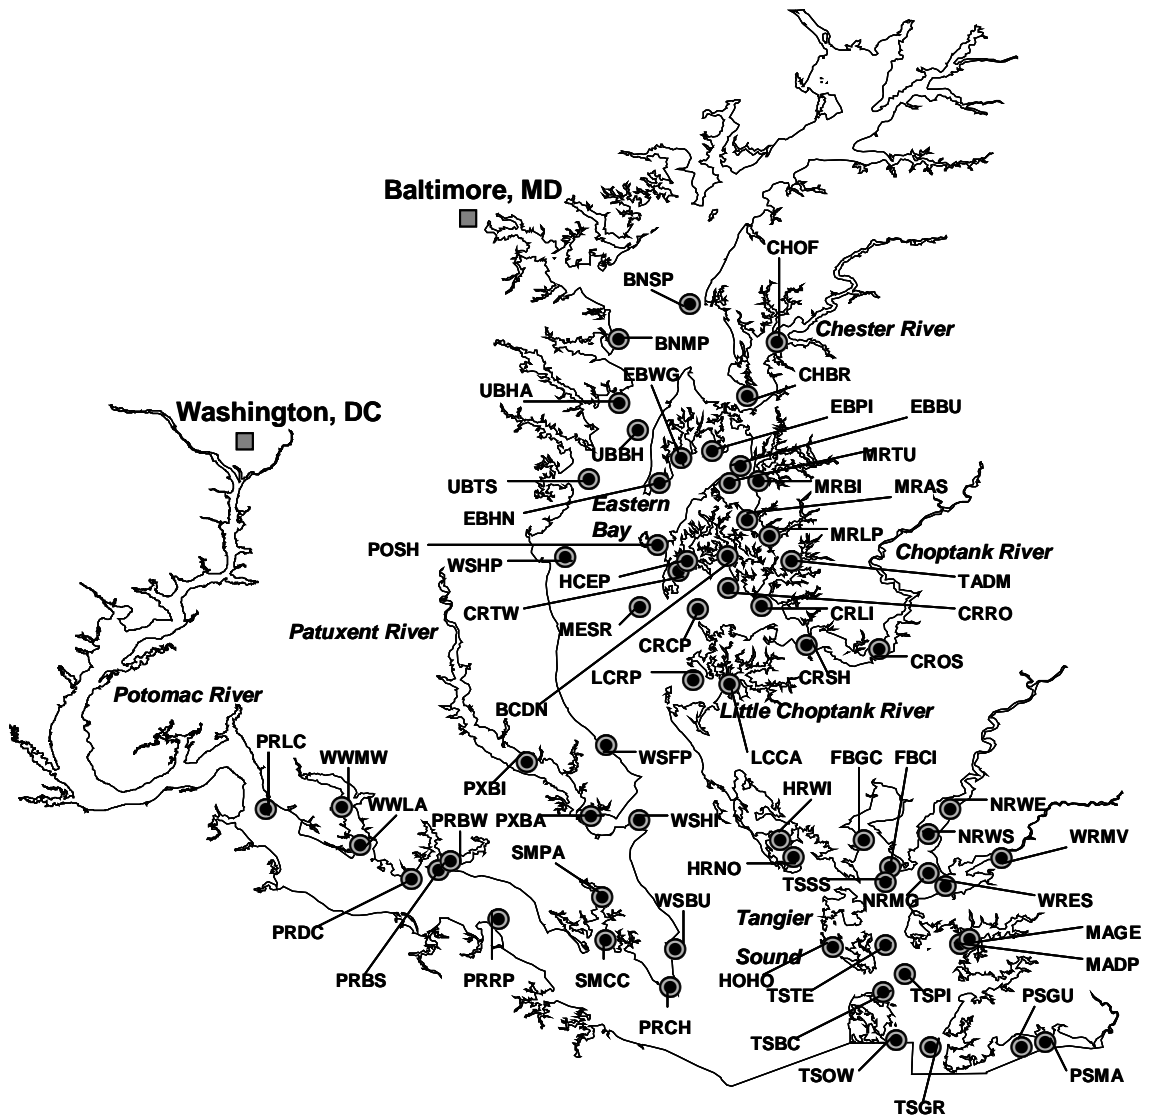 Baltimore, MD
CHOF
BNSP
Chester River
BNMP
EBWG
CHBR
UBHA
Washington, DC
EBPI
EBBU
UBBH
MRTU
UBTS
MRBI
MRAS
Eastern
Bay
EBHN
MRLP
POSH
WSHP
Choptank River
HCEP
TADM
CRTW
MESR
CRLI
CRRO
Patuxent River
CRCP
CROS
LCRP
CRSH
Potomac River
BCDN
Little Choptank River
PRLC
WWMW
WSFP
LCCA
FBGC
FBCI
PXBI
HRWI
WWLA
NRWE
PRBW
PXBA
WSHI
NRWS
WRMV
SMPA
HRNO
TSSS
NRMG
WRES
WSBU
Tangier
Sound
PRDC
MAGE
MADP
PRBS
PRRP
SMCC
HOHO
TSTE
TSPI
PSGU
PRCH
TSBC
TSOW
PSMA
TSGR